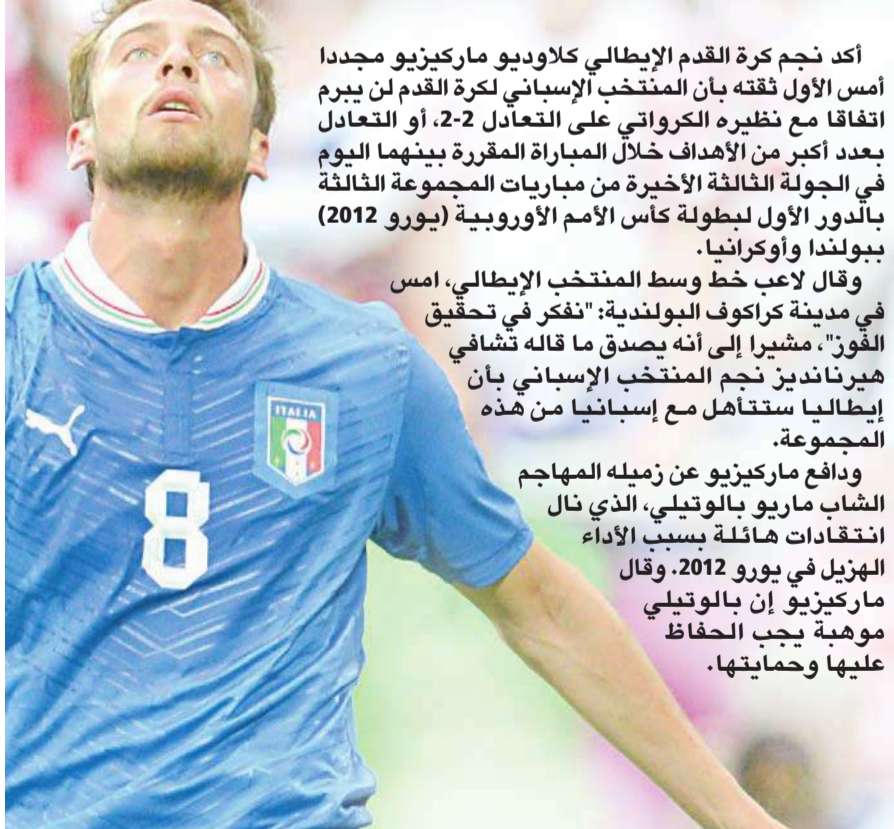 أكد نجم كرة القدم الإيطالي كلاوديو ماركيزيو مجددا
أمس الأول ثقته بأن المنتخب الإسباني لكرة القدم لن يبرم
اتفاقا مع نظيره الكرواتي على التعادل 2-2، أو التعادل
بعدد أكبر من الأهداف خلال المباراة المقررة بينهما اليوم
في الجولة الثالثة الأخيرة من مباريات المجموعة الثالثة
بالدور الأول لبطولة كأس الأمم الأوروبية (يورو 2012)
ببولندا وأوكرانيا.
وقال لاعب خط وسط المنتخب الإيطالي، امس
في مدينة كراكوف البولندية: "نفكر في تحقيق
الفوز"، مشيرا إلى أنه يصدق ما قاله تشافي
هيرنانديز نجم المنتخب الإسباني بأن
إيطاليا ستتأهل مع إسبانيا من هذه
المجموعة.
ودافع ماركيزيو عن زميله المهاجم
الشاب ماريو بالوتيلي، الذي نال
انتقادات هائلة بسبب الأداء
الهزيل في يورو 2012. وقال
ماركيزيو إن بالوتيلي
موهبة يجب الحفاظ
عليها وحمايتها.
ITALIA
8